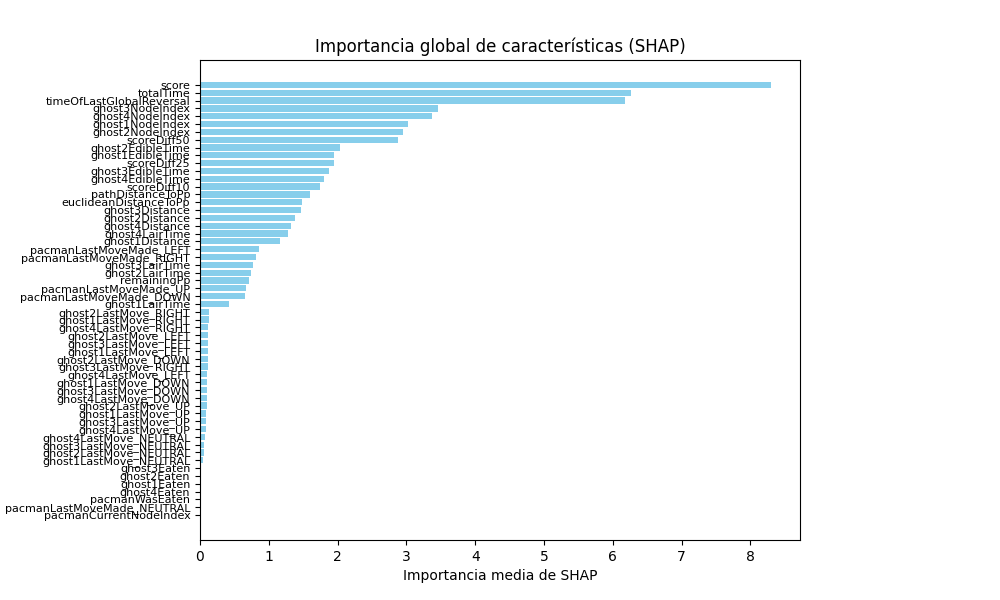 Importancia global de características (SHAP)
score
totalTime
timeOfLastGlobalReversal
ghost3NodeIndex
ghost4NodeIndex
ghost1NodeIndex
ghost2NodeIndex
scoreDiff50
ghost2EdibleTime
ghost1EdibleTime
scoreDiff25
ghost3EdibleTime
ghost4EdibleTime
scoreDiff10
pathDistanceToPp
euclideanDistanceToPp
ghost3Distance
ghost2Distance
ghost4Distance
ghost4LairTime
ghost1Distance
pacmanLastMoveMade_LEFT
pacmanLastMoveMade_RIGHT
ghost3LairTime
ghost2LairTime
remainingPp
pacmanLastMoveMade_UP
pacmanLastMoveMade_DOWN
ghost1LairTime
ghost2LastMove_RIGHT
ghost1LastMove_RIGHT
ghost4LastMove_RIGHT
ghost2LastMove_LEFT
ghost3LastMove_LEFT
ghost1LastMove_LEFT
ghost2LastMove_DOWN
ghost3LastMove_RIGHT
ghost4LastMove_LEFT
ghost1LastMove_DOWN
ghost3LastMove_DOWN
ghost4LastMove_DOWN
ghost2LastMove_UP
ghost1LastMove_UP
ghost3LastMove_UP
ghost4LastMove_UP
ghost4LastMove_NEUTRAL
ghost3LastMove_NEUTRAL
ghost2LastMove_NEUTRAL
ghost1LastMove_NEUTRAL
ghost3Eaten
ghost2Eaten
ghost1Eaten
ghost4Eaten
pacmanWasEaten
pacmanLastMoveMade_NEUTRAL
pacmanCurrentNodeIndex
0 1 2 3 4 5 6 7 8
Importancia media de SHAP